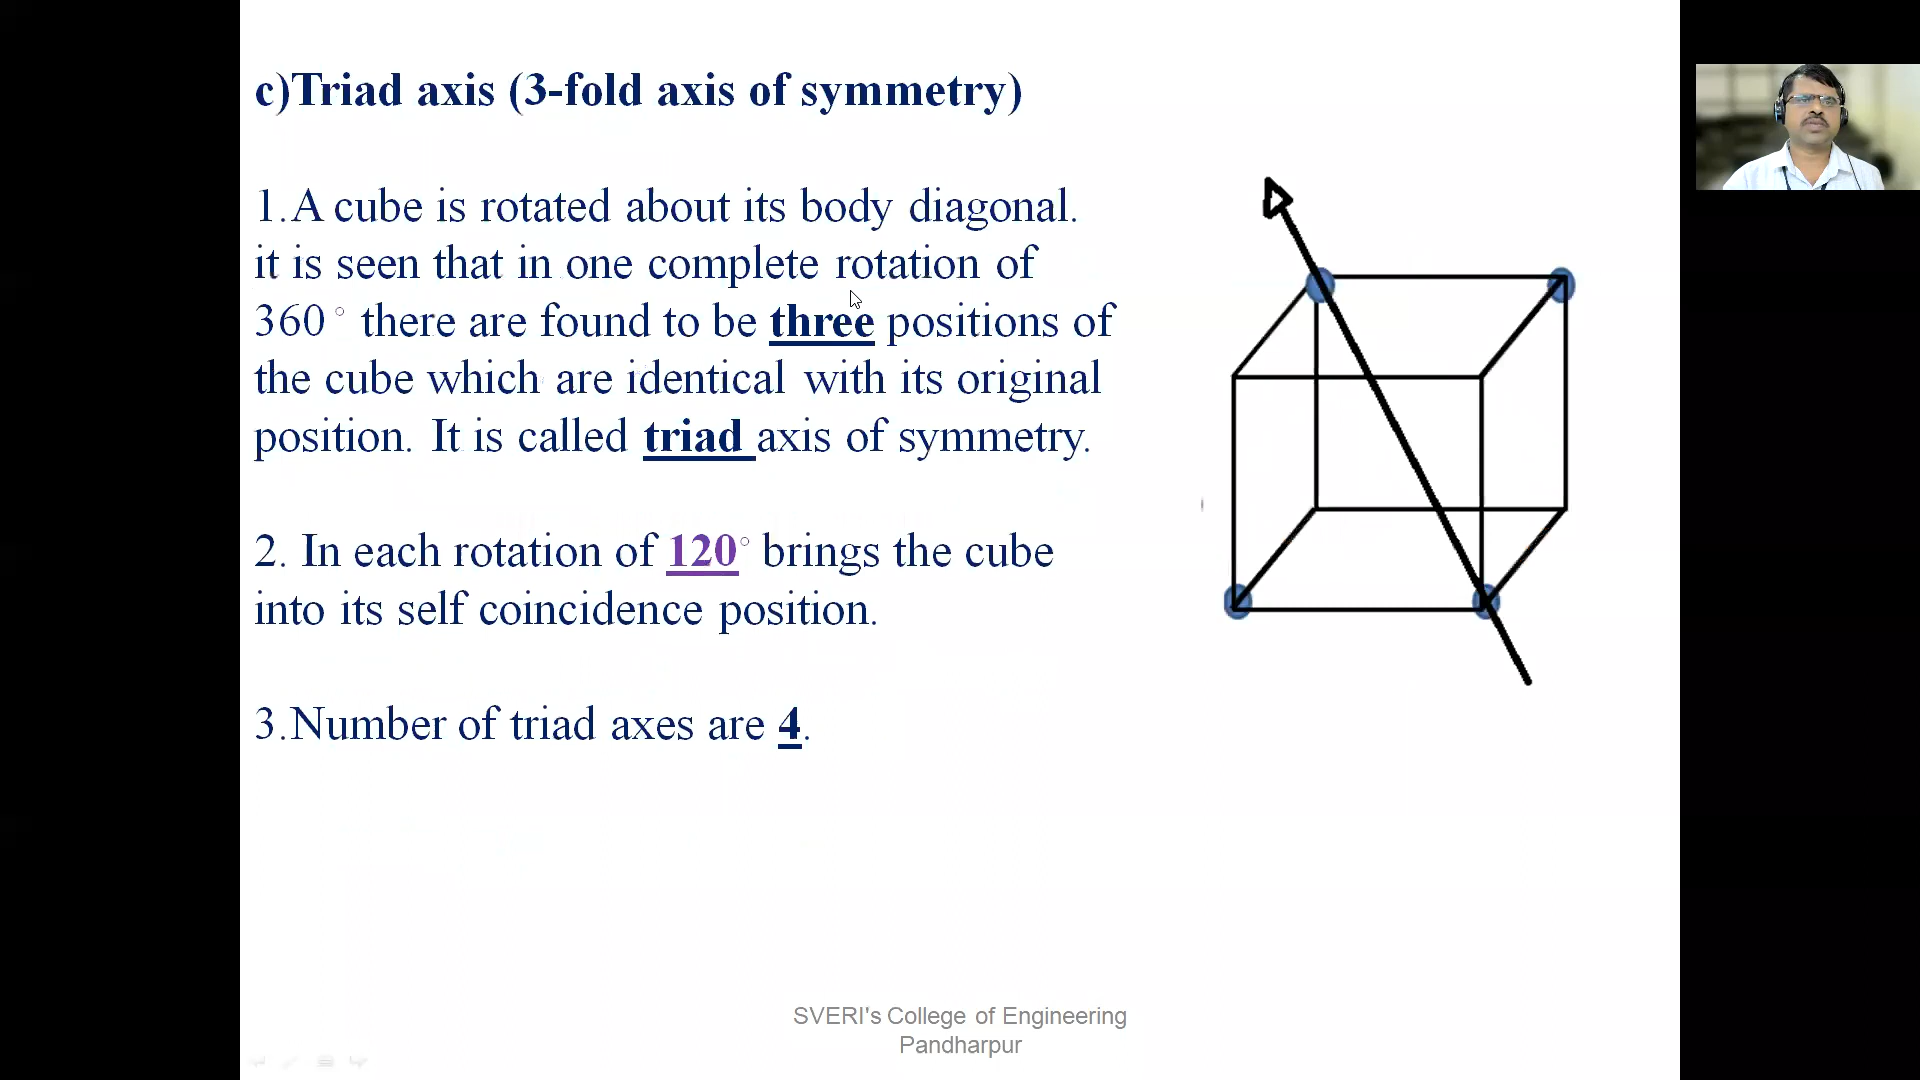 c)Triad axis (3-fold axis of symmetry)
1.A cube is rotated about its body diagonal.
it is seen that in one complete rotation of
360° there are found to be three positions of
the cube which are identical with its original
position. It is called triad axis of symmetry.
2. In each rotation of 120° brings the cube
into its self coincidence position.
3.Number of triad axes are 4.
SVERI's College of Engineering
Pandharpur